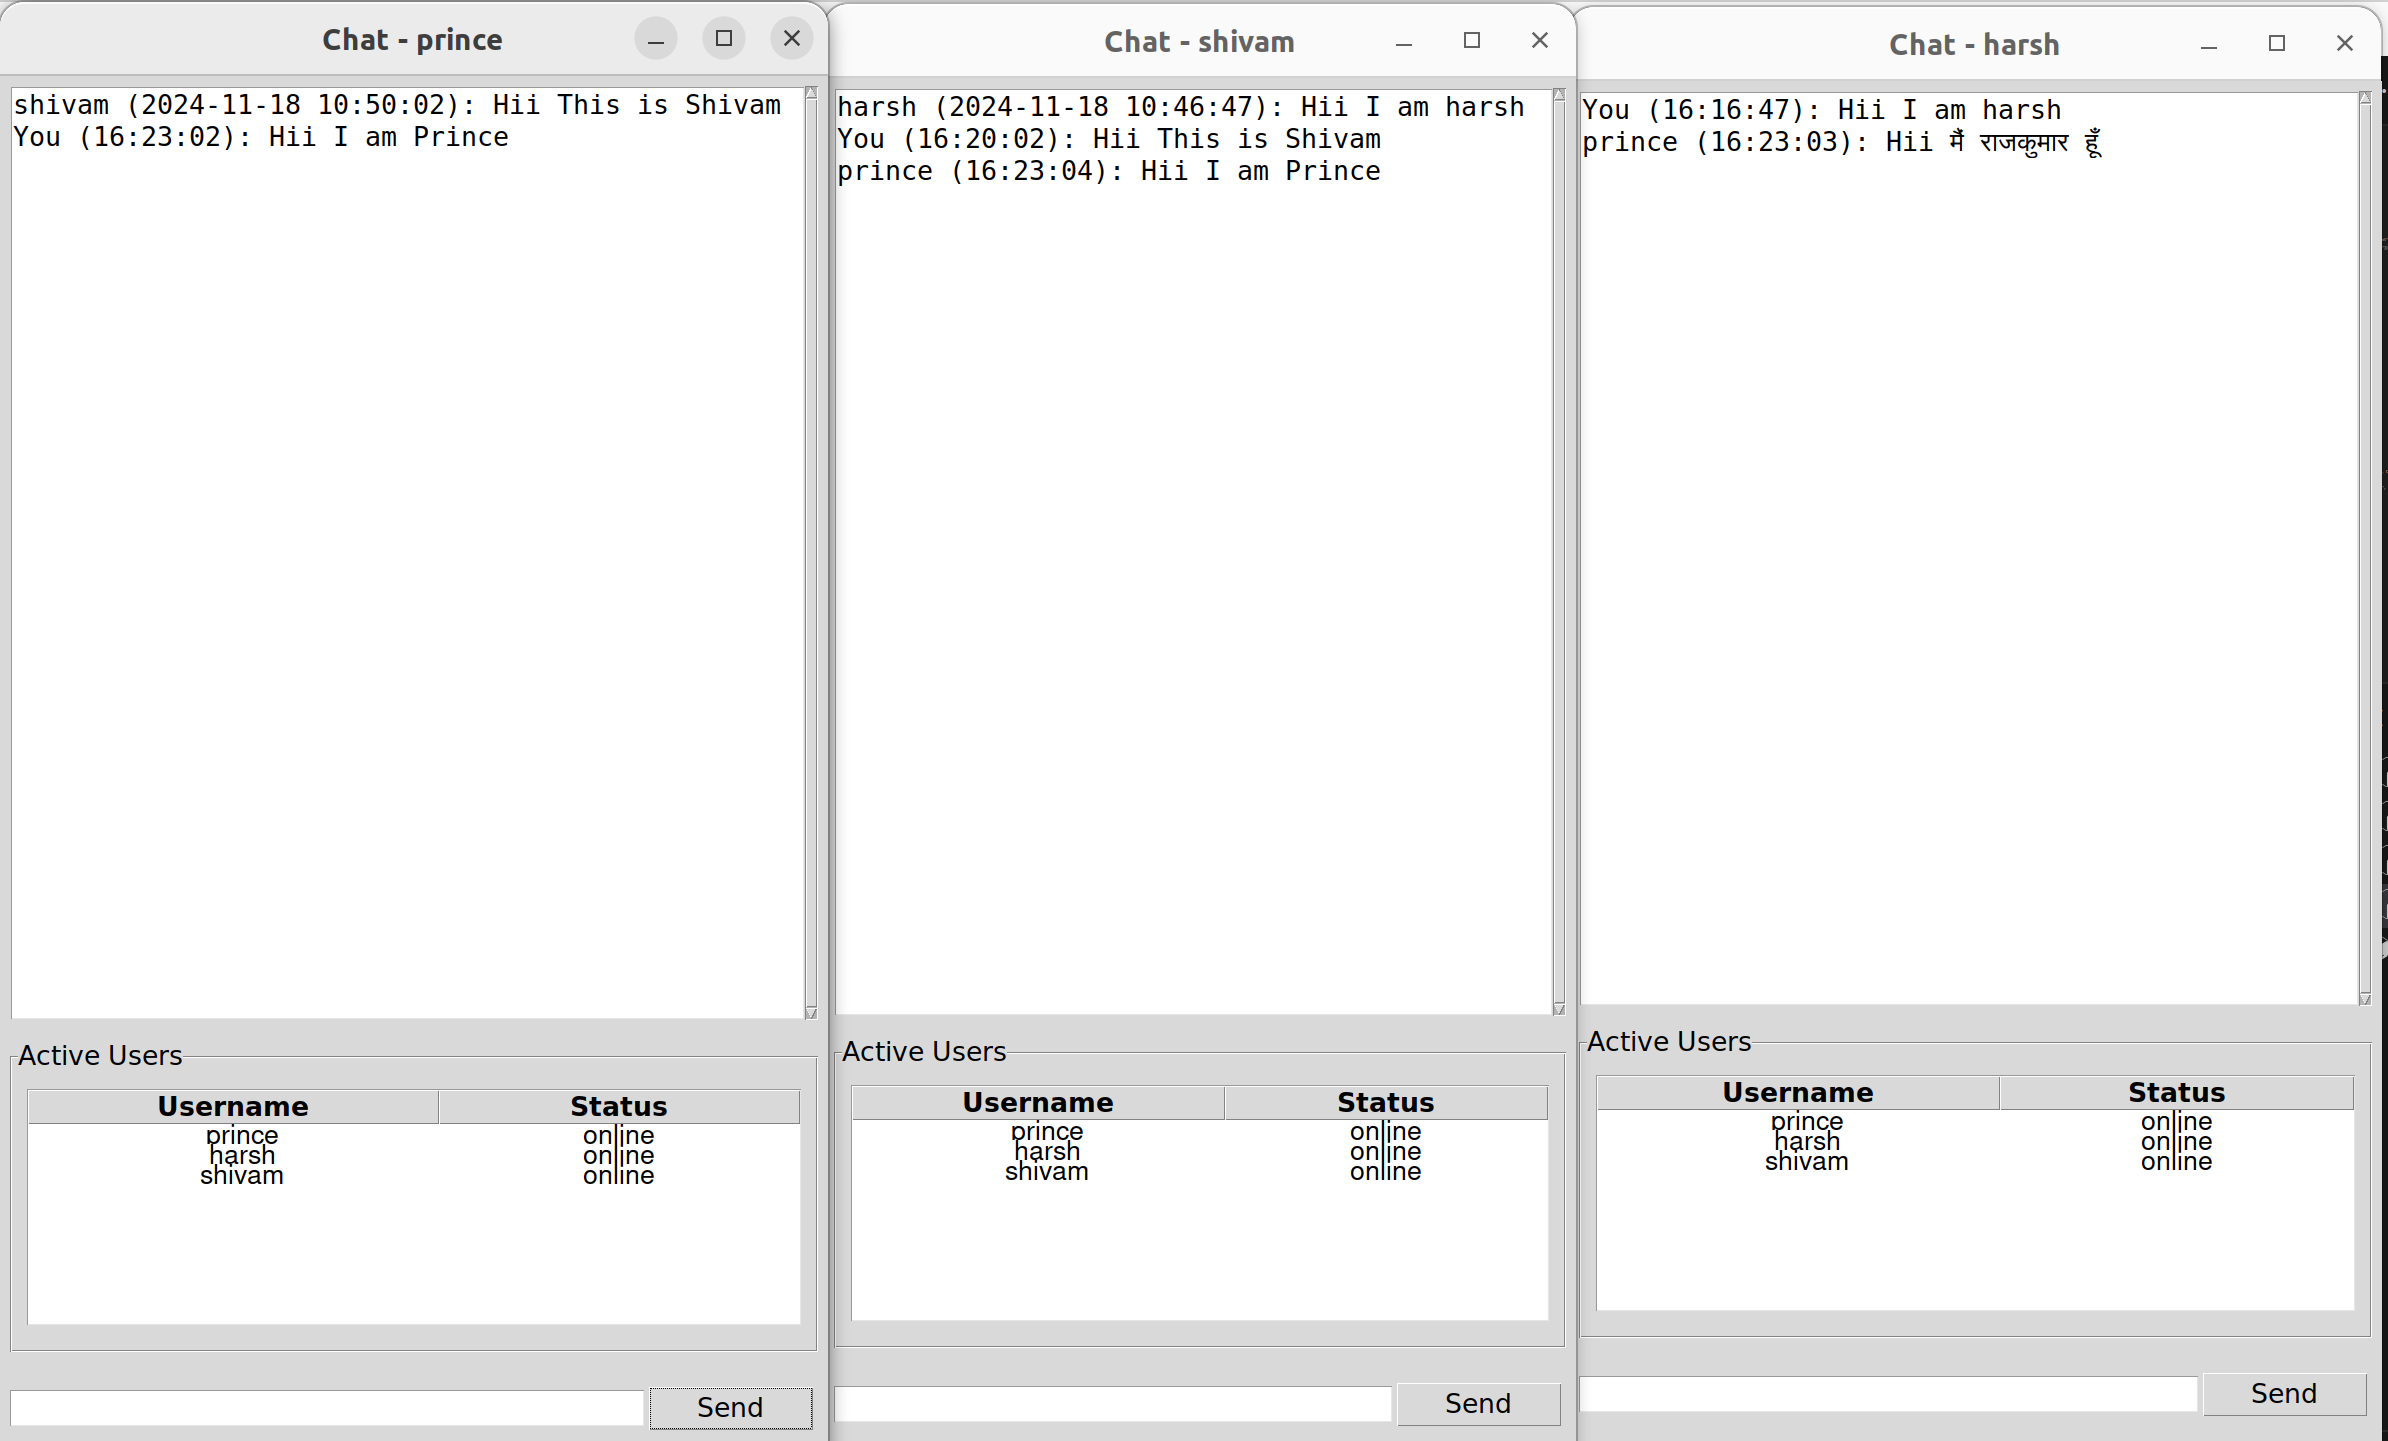 Chat - prince
shivam (2024-11-18 10:50:02): Hii This is Shivam
You (16:23:02): Hii I am Prince
Active Users
Username Status
prince online
harsh online
shivam online
Send
Chat - shivam
harsh (2024-11-18 10:46:47): Hii I am harsh
You (16:20:02): Hii This is Shivam
prince (16:23:04): Hii I am Prince
Active Users
Username Status
prince online
harsh online
shivam online
Send
Chat - harsh
You (16:16:47): Hii I am harsh
prince (16:23:03): Hii मैं राजकुमार हूँ
Active Users
Username Status
prince online
harsh online
shivam online
Send